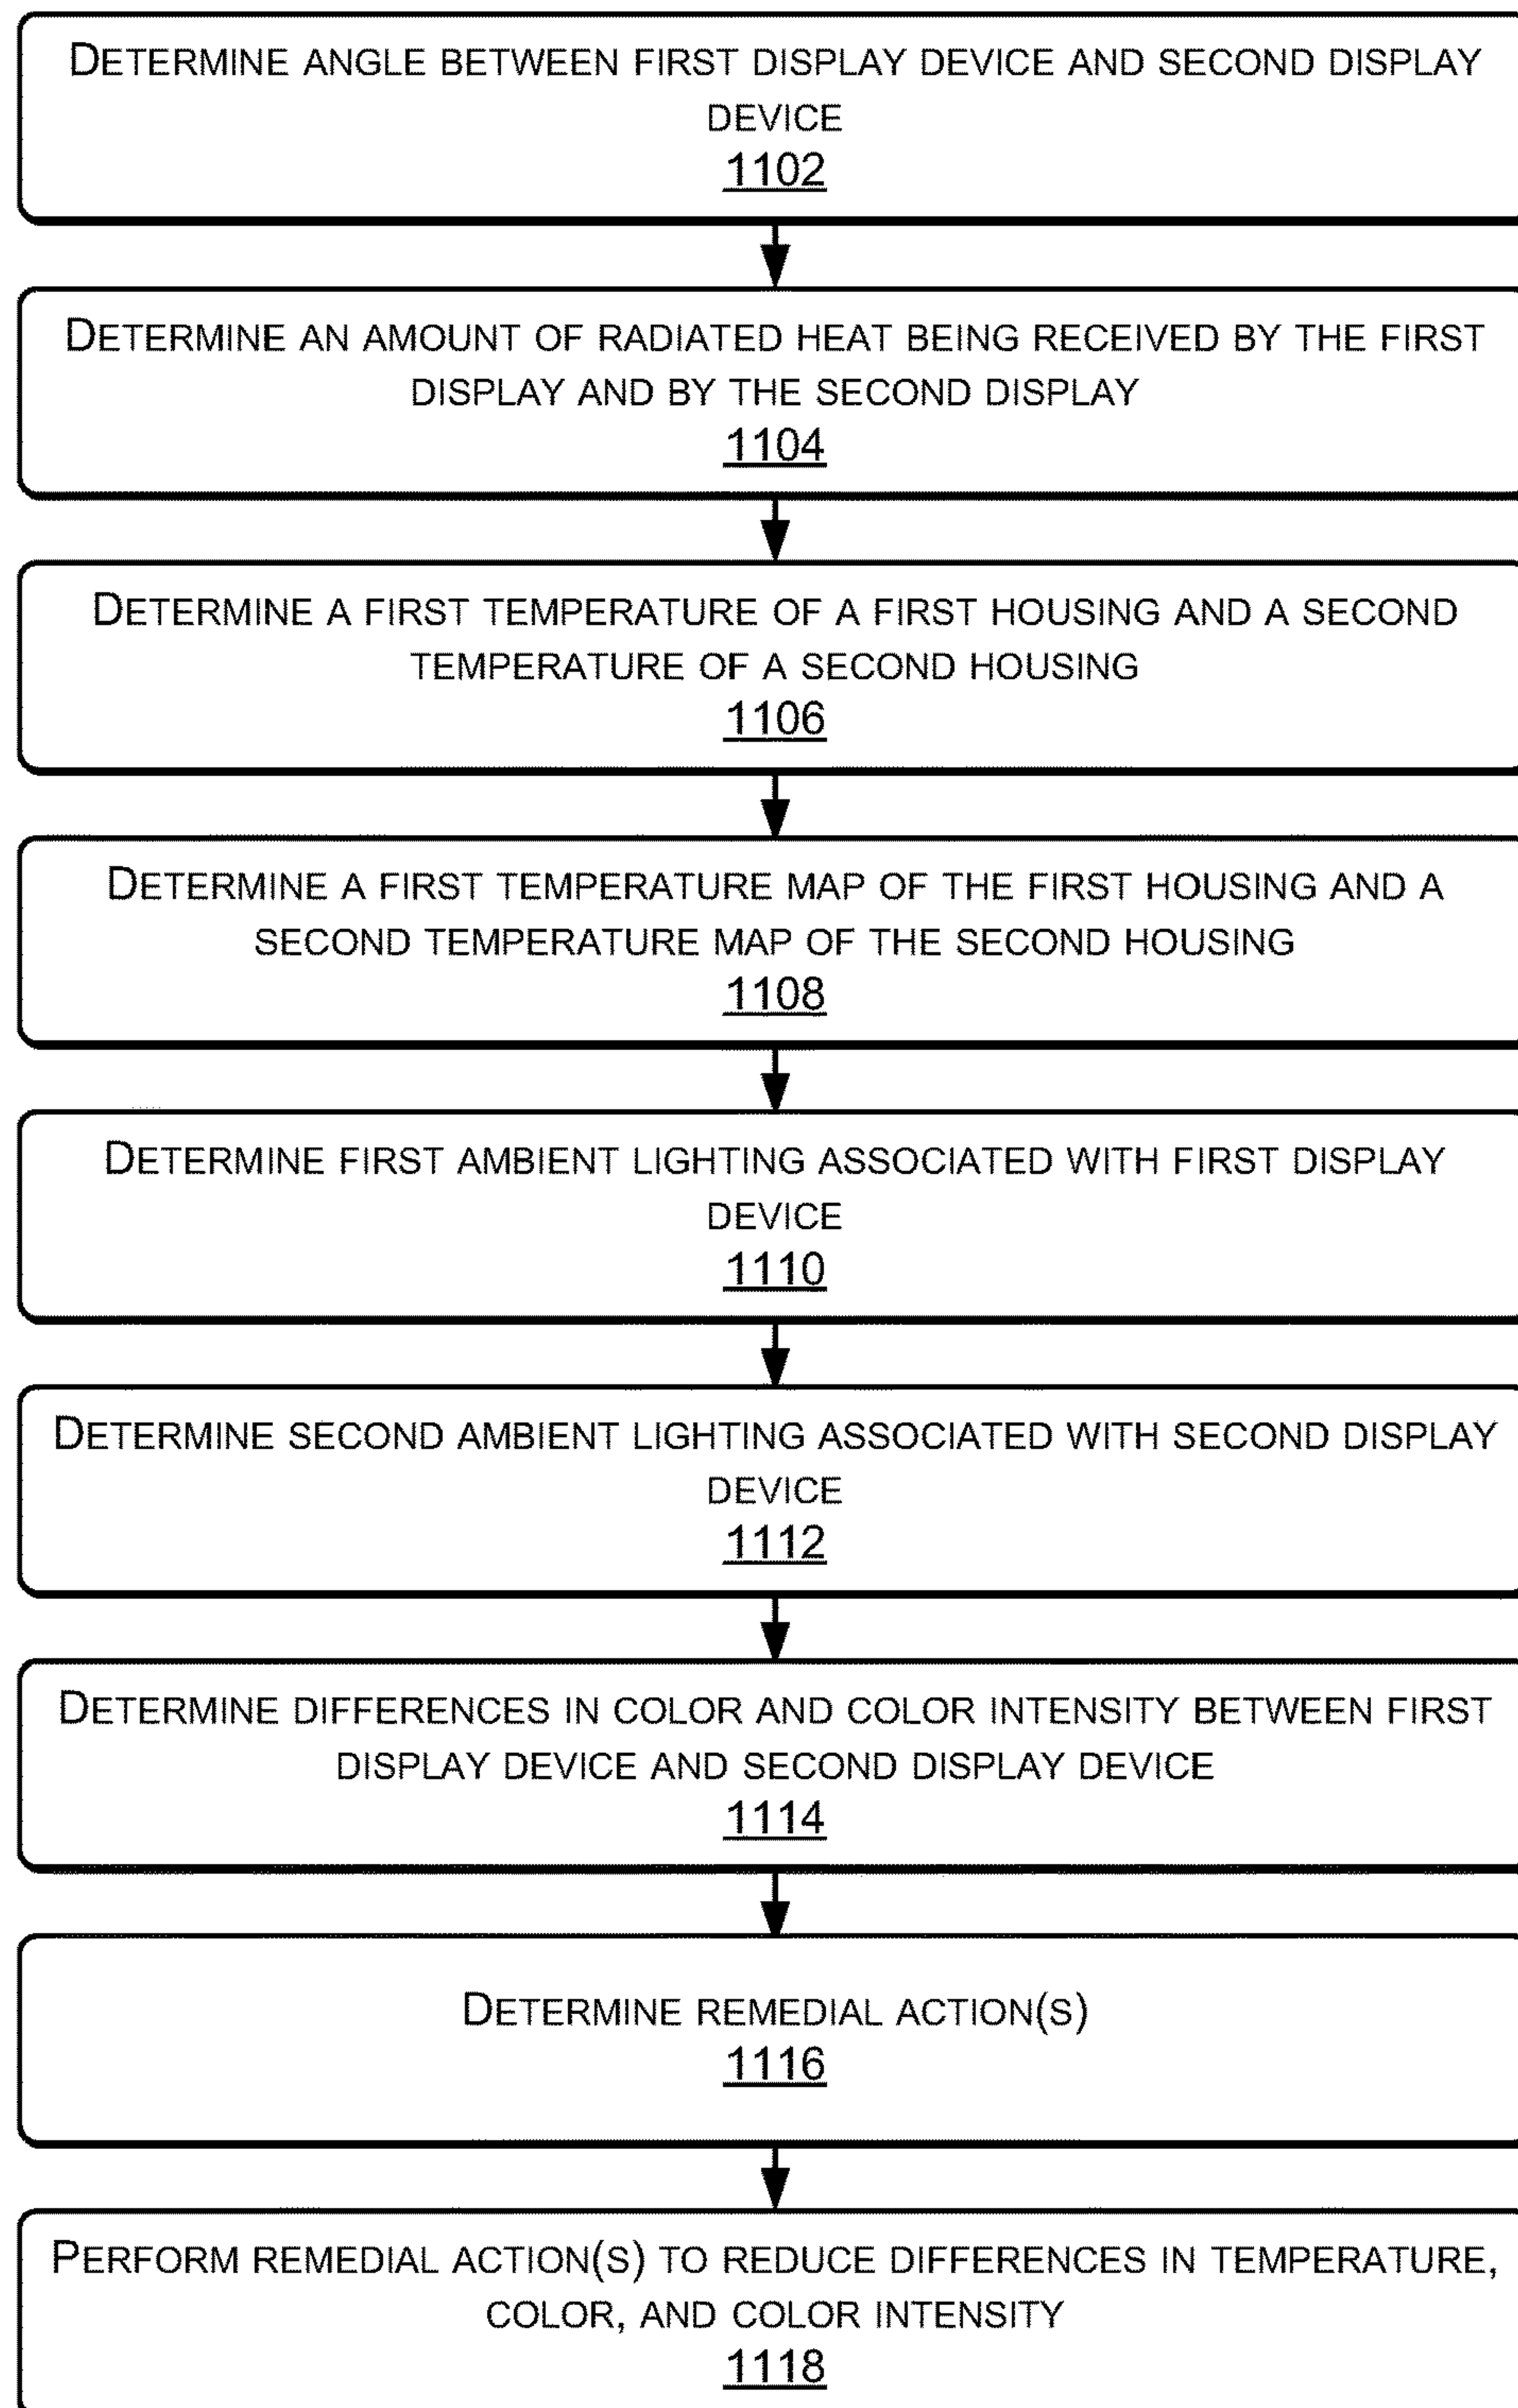 DETERMINE ANGLE BETWEEN FIRST DISPLAY DEVICE AND SECOND DISPLAY
DEVICE
1102
DETERMINE AN AMOUNT OF RADIATED HEAT BEING RECEIVED BY THE FIRST
DISPLAY AND BY THE SECOND DISPLAY
1104
DETERMINE A FIRST TEMPERATURE OF A FIRST HOUSING AND A SECOND
TEMPERATURE OF A SECOND HOUSING
1106
DETERMINE A FIRST TEMPERATURE MAP OF THE FIRST HOUSING AND A
SECOND TEMPERATURE MAP OF THE SECOND HOUSING
1108
DETERMINE FIRST AMBIENT LIGHTING ASSOCIATED WITH FIRST DISPLAY
DEVICE
1110
DETERMINE SECOND AMBIENT LIGHTING ASSOCIATED WITH SECOND DISPLAY
DEVICE
1112
DETERMINE DIFFERENCES IN COLOR AND COLOR INTENSITY BETWEEN FIRST
DISPLAY DEVICE AND SECOND DISPLAY DEVICE
1114
DETERMINE REMEDIAL ACTION(S)
1116
PERFORM REMEDIAL ACTION(S) TO REDUCE DIFFERENCES IN TEMPERATURE,
COLOR, AND COLOR INTENSITY
1118